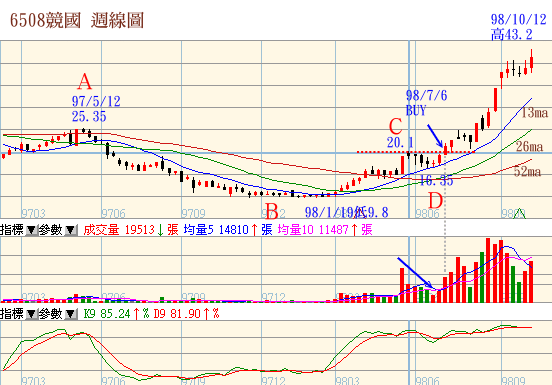 6508競國 週線圖
98/10/12
高43.2
A
97/5/12
25.35
98/7/6
BUY
13ma
C
20.1
26ma
16.35
52ma
D
B
98/1/19低9.8
9703 9706 9709 9712 9803 9806 9809
指標▼參數▼ 成交量 19513↓張 均量5 14810↑張 均量10 11487↑張
9703 9706 9709 9712 9803 9806 9809
指標▼參數▼ K9 85.24↑% D9 81.90↑%
9703 9706 9709 9712 9803 9806 9809